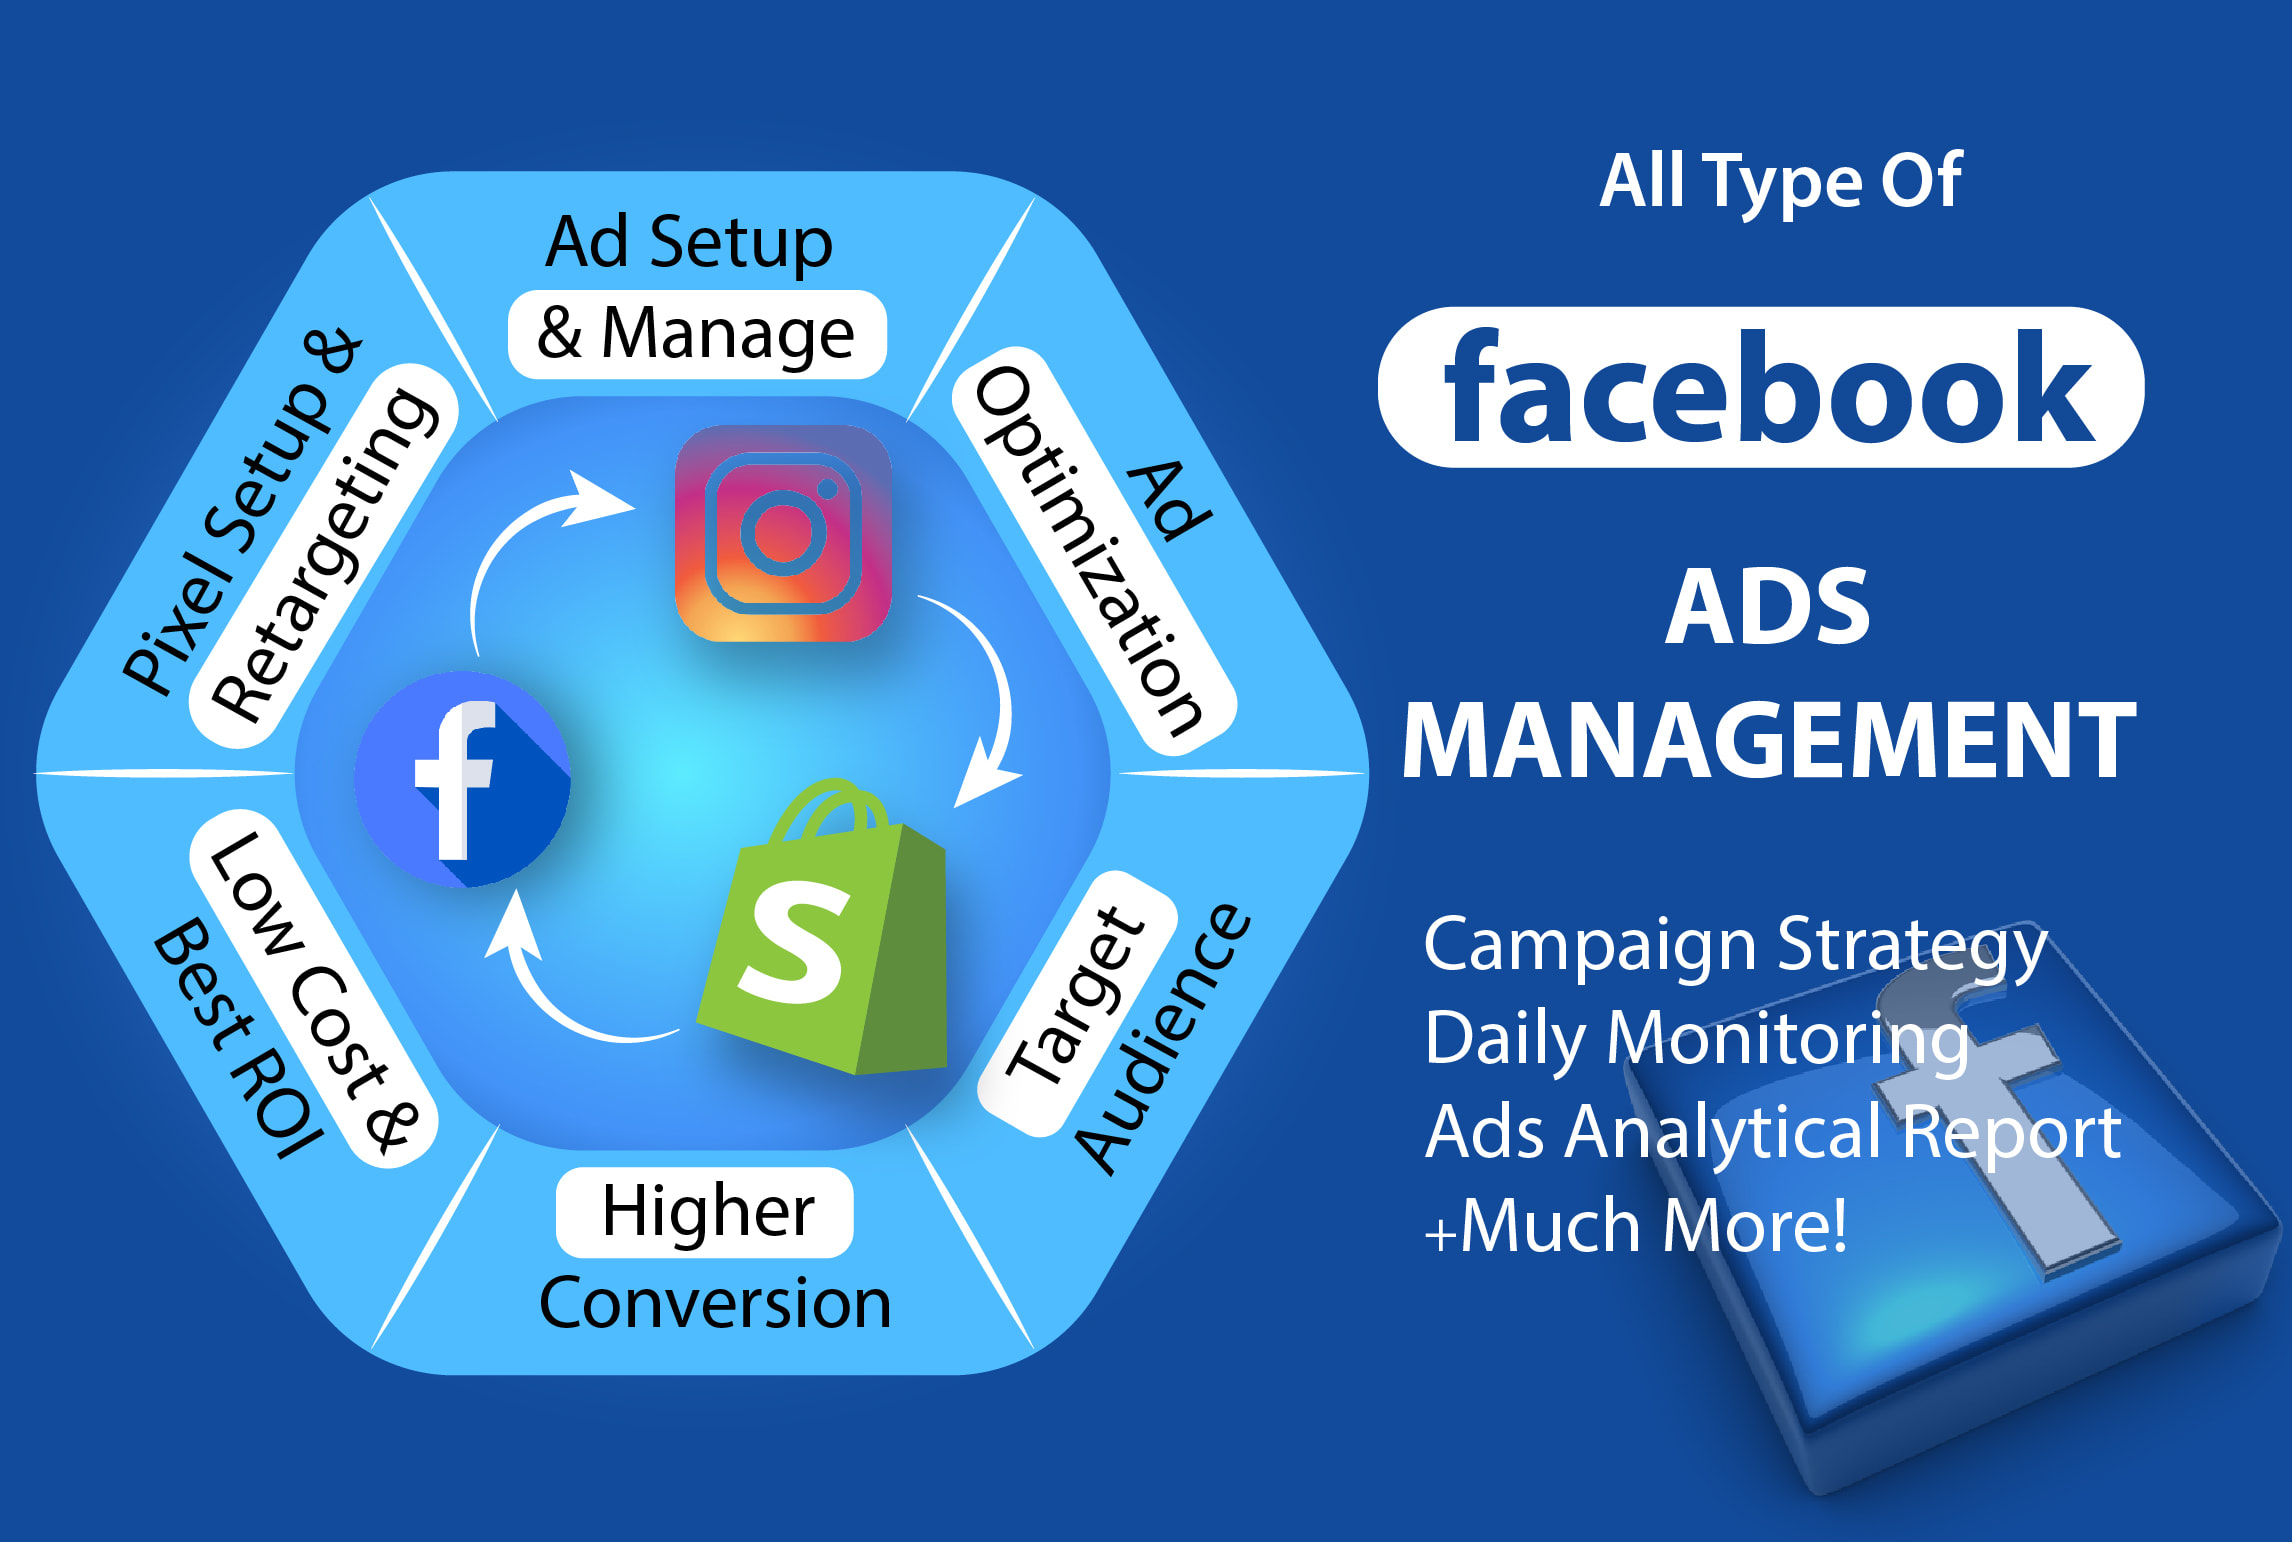 Ad Setup
& Manage
Ad
Optimization
Target
Audience
Higher
Conversion
Low Cost &
Best ROI
Pixel Setup &
Retargeting
All Type Of
facebook
ADS
MANAGEMENT
Campaign Strategy
Daily Monitoring
Ads Analytical Report
+Much More!